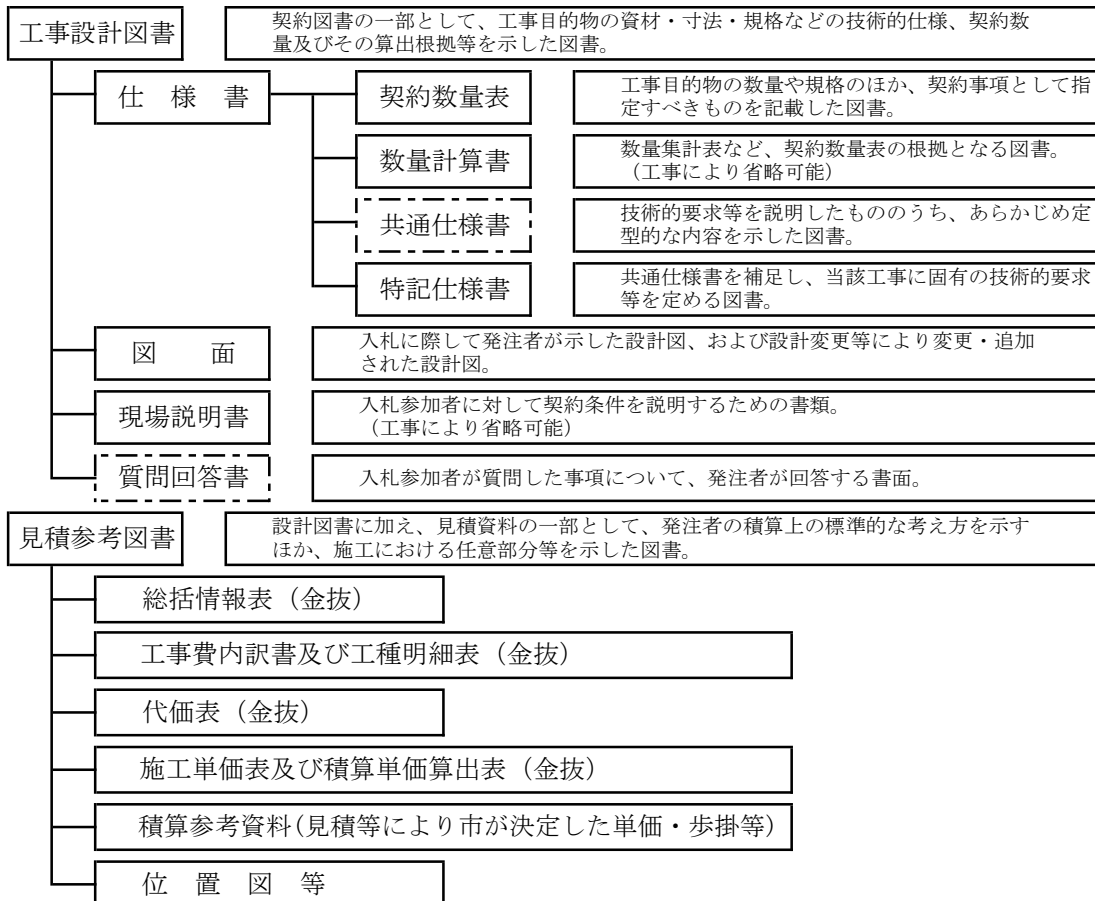 工事設計図書
契約図書の一部として、工事目的物の資材・寸法・規格などの技術的仕様、契約数
量及びその算出根拠等を示した図書。
仕様書
契約数量表
工事目的物の数量や規格のほか、契約事項として指
定すべきものを記載した図書。
数量計算書
数量集計表など、契約数量表の根拠となる図書。
（工事により省略可能）
共通仕様書
技術的要求等を説明したもののうち、あらかじめ定
型的な内容を示した図書。
特記仕様書
共通仕様書を補足し、当該工事に固有の技術的要求
等を定める図書。
図面
入札に際して発注者が示した設計図、および設計変更等により変更・追加
された設計図。
現場説明書
入札参加者に対して契約条件を説明するための書類。
（工事により省略可能）
質問回答書
入札参加者が質問した事項について、発注者が回答する書面。
見積参考図書
設計図書に加え、見積資料の一部として、発注者の積算上の標準的な考え方を示す
ほか、施工における任意部分等を示した図書。
総括情報表（金抜）
工事費内訳書及び工種明細表（金抜）
代価表（金抜）
施工単価表及び積算単価算出表（金抜）
積算参考資料(見積等により市が決定した単価・歩掛等)
位置図等